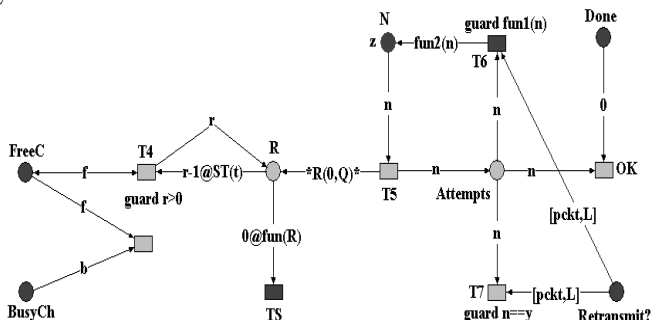 N
guard fun1(n)
Done
z
fun2(n)
T6
n
n
0
r
FreeC
T4
R
f
r-1@ST(t)
*R(0,Q)*
T5
n
Attempts
n
OK
guard r>0
f
[pckt,L]
0@fun(R)
n
b
T7
[pckt,L]
BusyCh
TS
guard n==y
Retransmit?